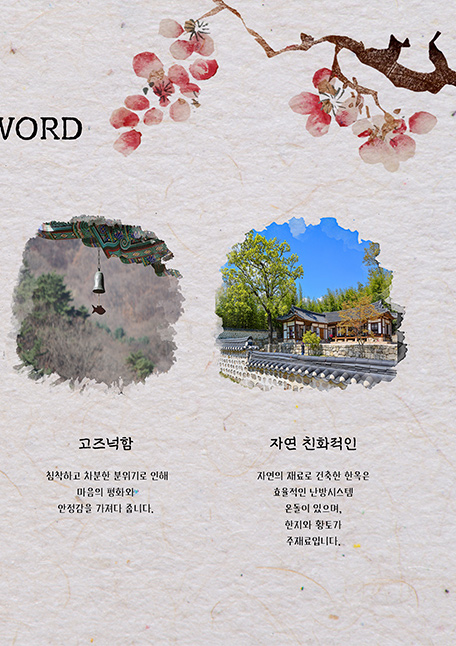 WORD
고즈넉함
침착하고 차분한 분위기로 인해
마음의 평화와
안정감을 가져다 줍니다.
자연 친화적인
자연의 재료로 건축한 한옥은
효율적인 난방시스템
온돌이 있으며,
한지와 황토가
주재료입니다.